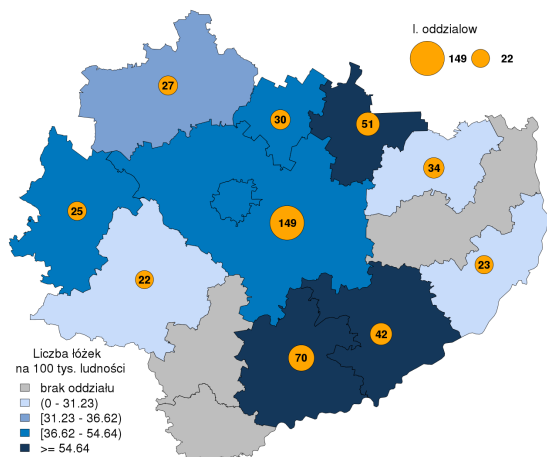 l. oddzialow
149 22
27
30
51
34
25
149
23
22
42
70
Liczba łóżek
na 100 tys. ludności
brak oddziału
(0 - 31.23)
[31.23 - 36.62)
[36.62 - 54.64)
>= 54.64